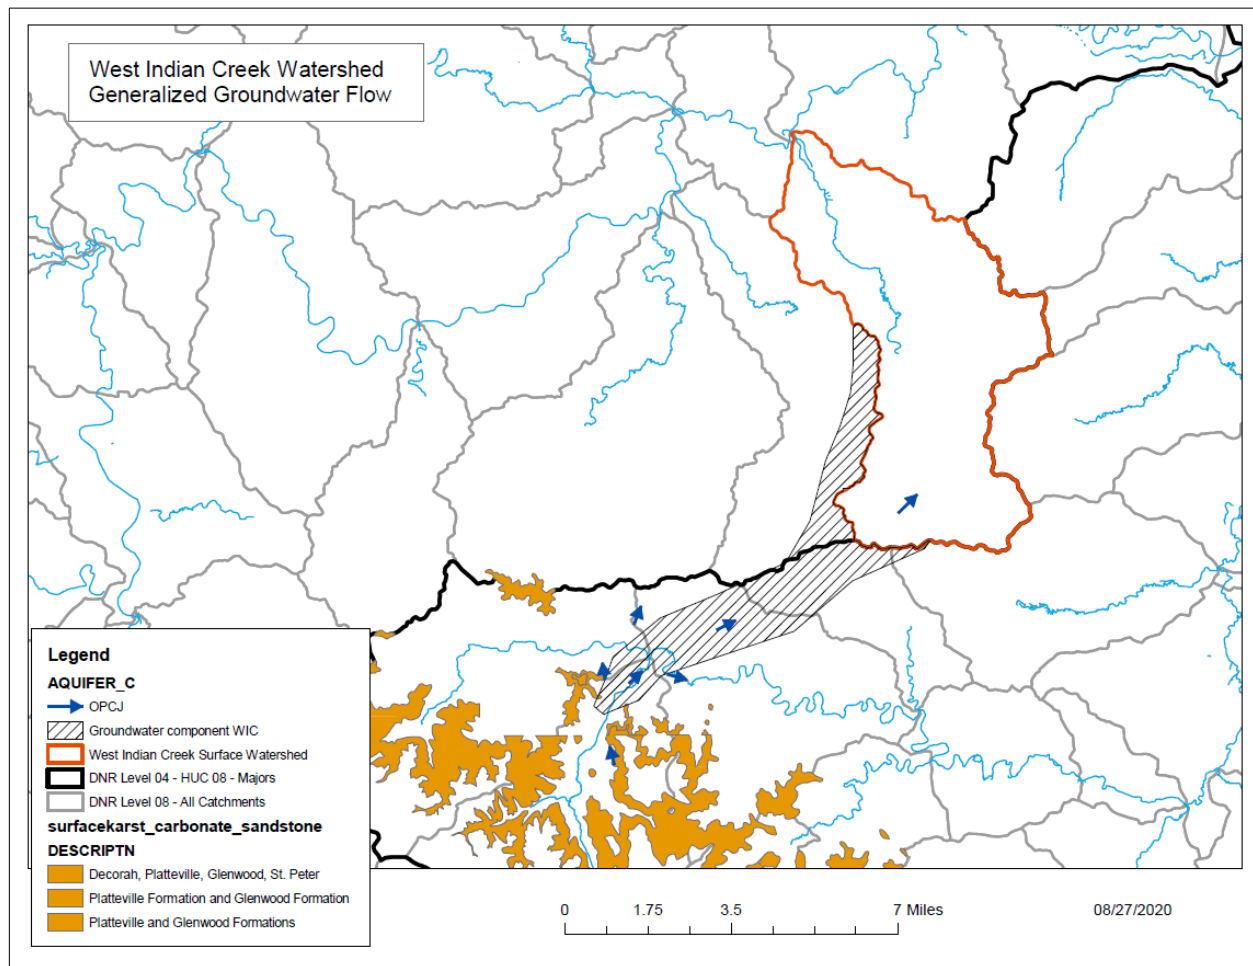 West Indian Creek Watershed
Generalized Groundwater Flow
Legend
AQUIFER_C
OPCJ
Groundwater component WIC
West Indian Creek Surface Watershed
DNR Level 04 - HUC 08 - Majors
DNR Level 08 - All Catchments
surfacekarst_carbonate_sandstone
DESCRIPTN
Decorah, Platteville, Glenwood, St. Peter
Platteville Formation and Glenwood Formation
Platteville and Glenwood Formations
0 1.75 3.5 7 Miles
08/27/2020